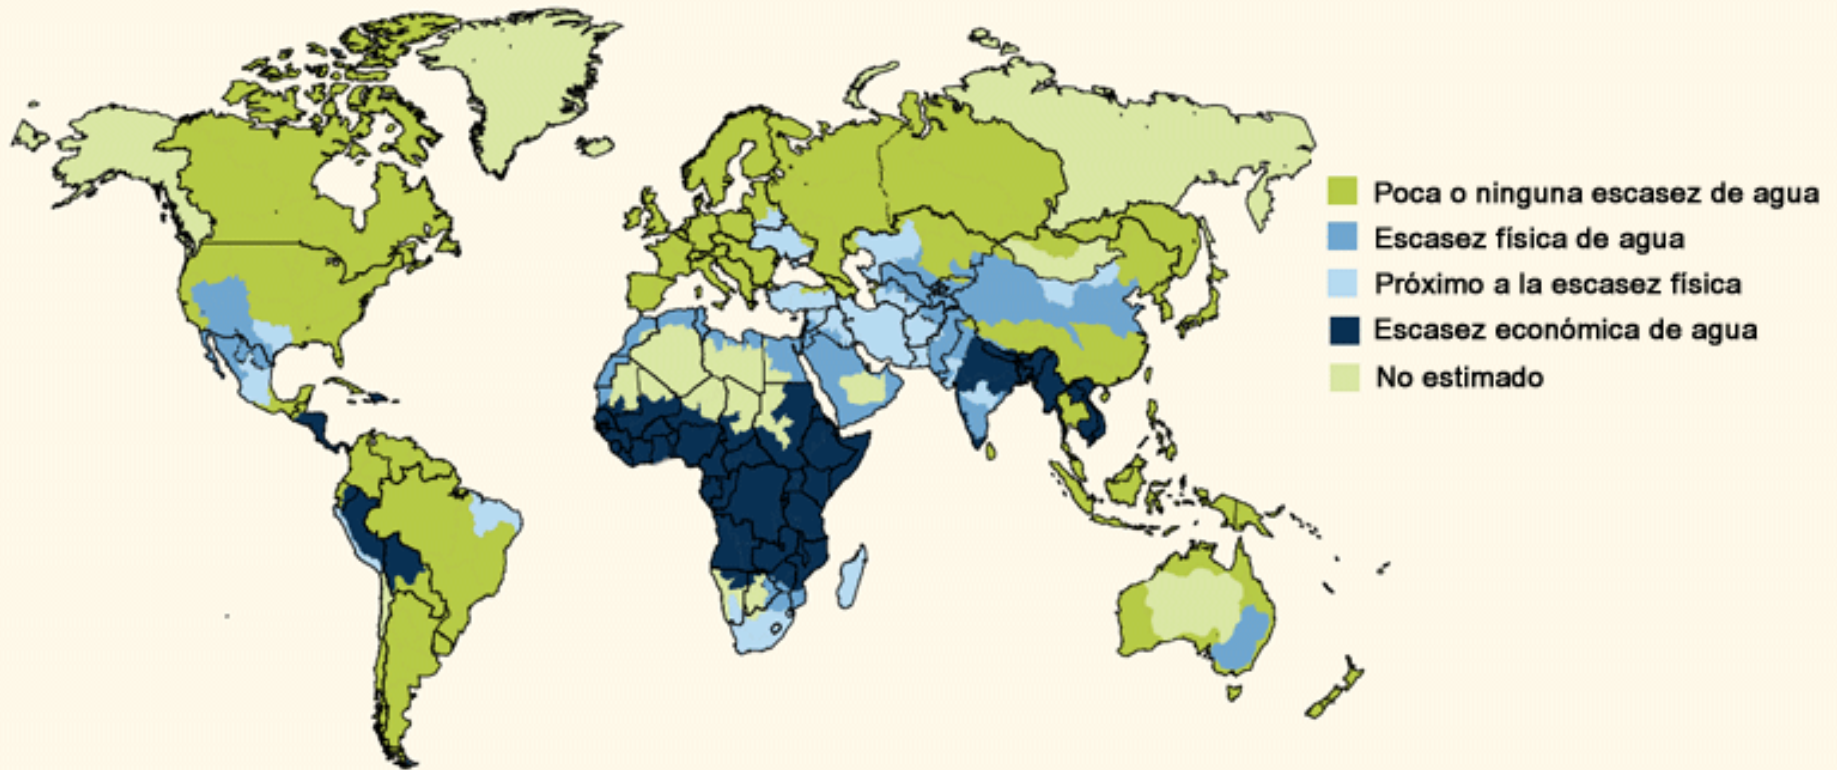 Poca o ninguna escasez de agua
Escasez física de agua
Próximo a la escasez física
Escasez económica de agua
No estimado